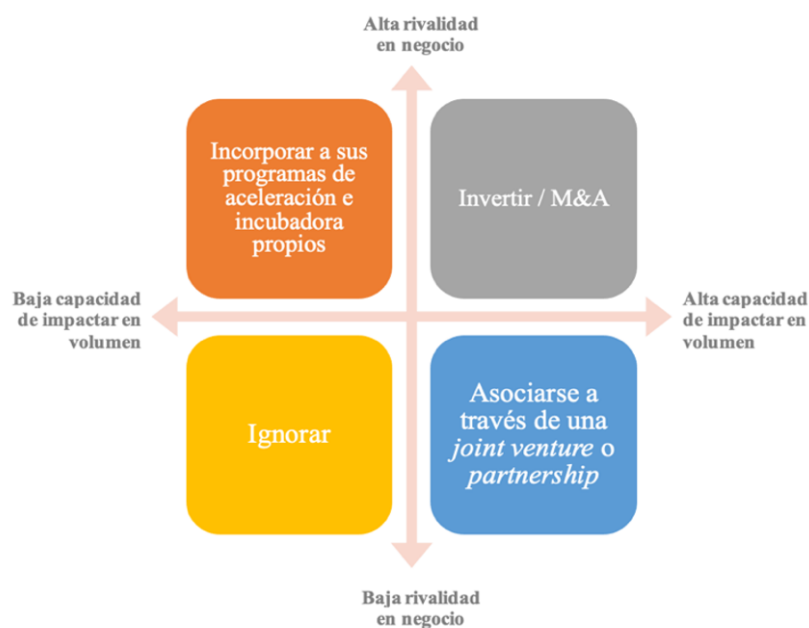 Alta rivalidad
en negocio
Incorporar a sus
programas de
aceleración e
incubadora
propios
Invertir / M&A
Baja capacidad
de impactar en
volumen
Alta capacidad
de impactar en
volumen
Ignorar
Asociarse a
través de una
joint venture o
partnership
Baja rivalidad
en negocio